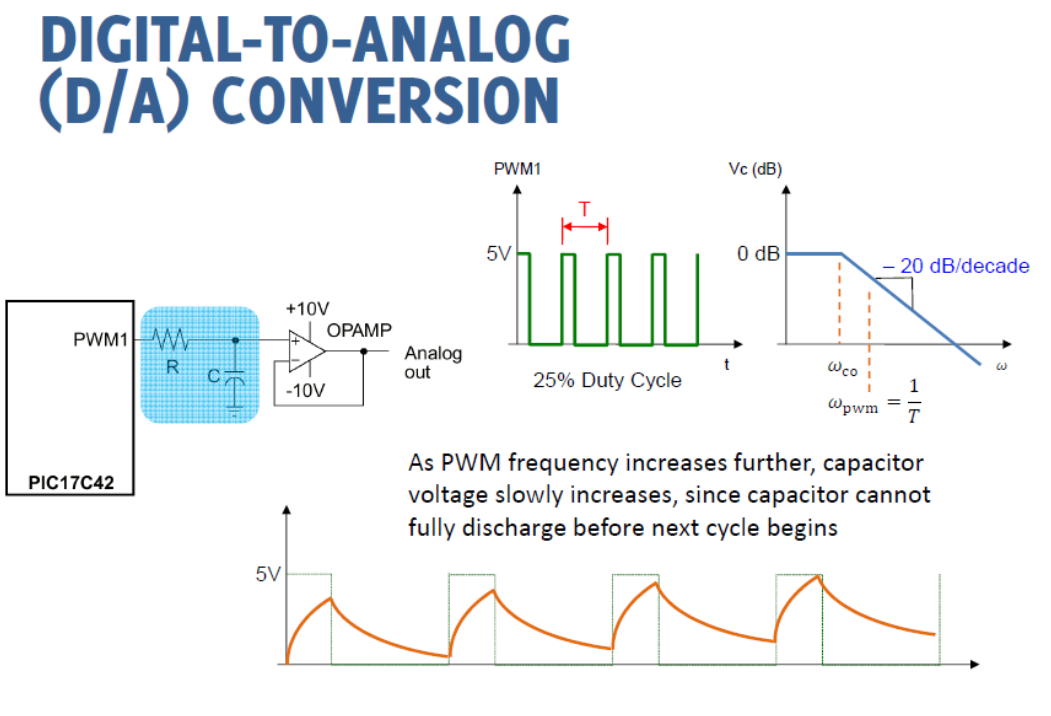 DIGITAL-TO-ANALOG
(D/A) CONVERSION
PWM1
R
C
+10V
OPAMP
-10V
Analog
out
PIC17C42
PWM1
T
5V
t
25% Duty Cycle
Vc (dB)
0 dB
– 20 dB/decade
ω_co
ω
ω_pwm = 1/T
As PWM frequency increases further, capacitor
voltage slowly increases, since capacitor cannot
fully discharge before next cycle begins
5V